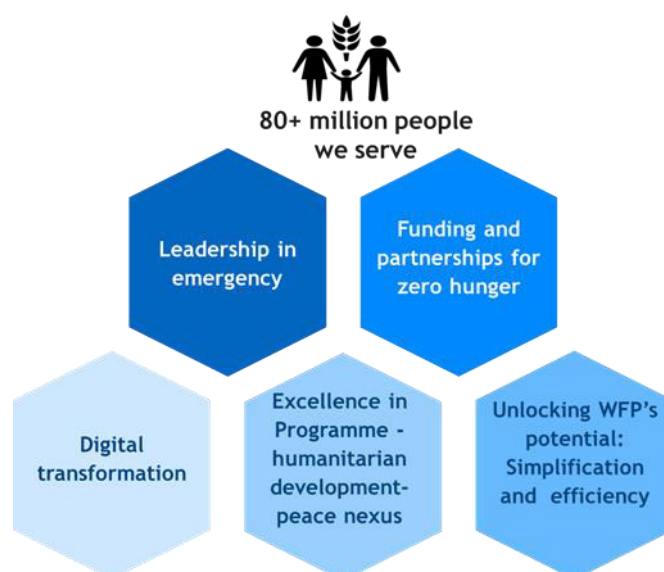 80+ million people
we serve
Leadership in
emergency
Funding and
partnerships for
zero hunger
Digital
transformation
Excellence in
Programme -
humanitarian
development-
peace nexus
Unlocking WFP's
potential:
Simplification
and efficiency